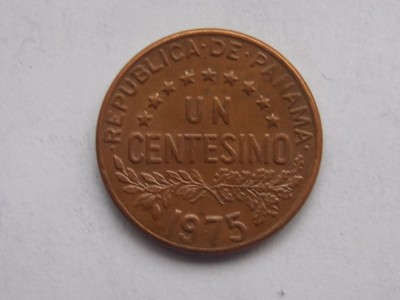 ·REPUBLICA·DE·PANAMA·
UN
CENTESIMO
1975